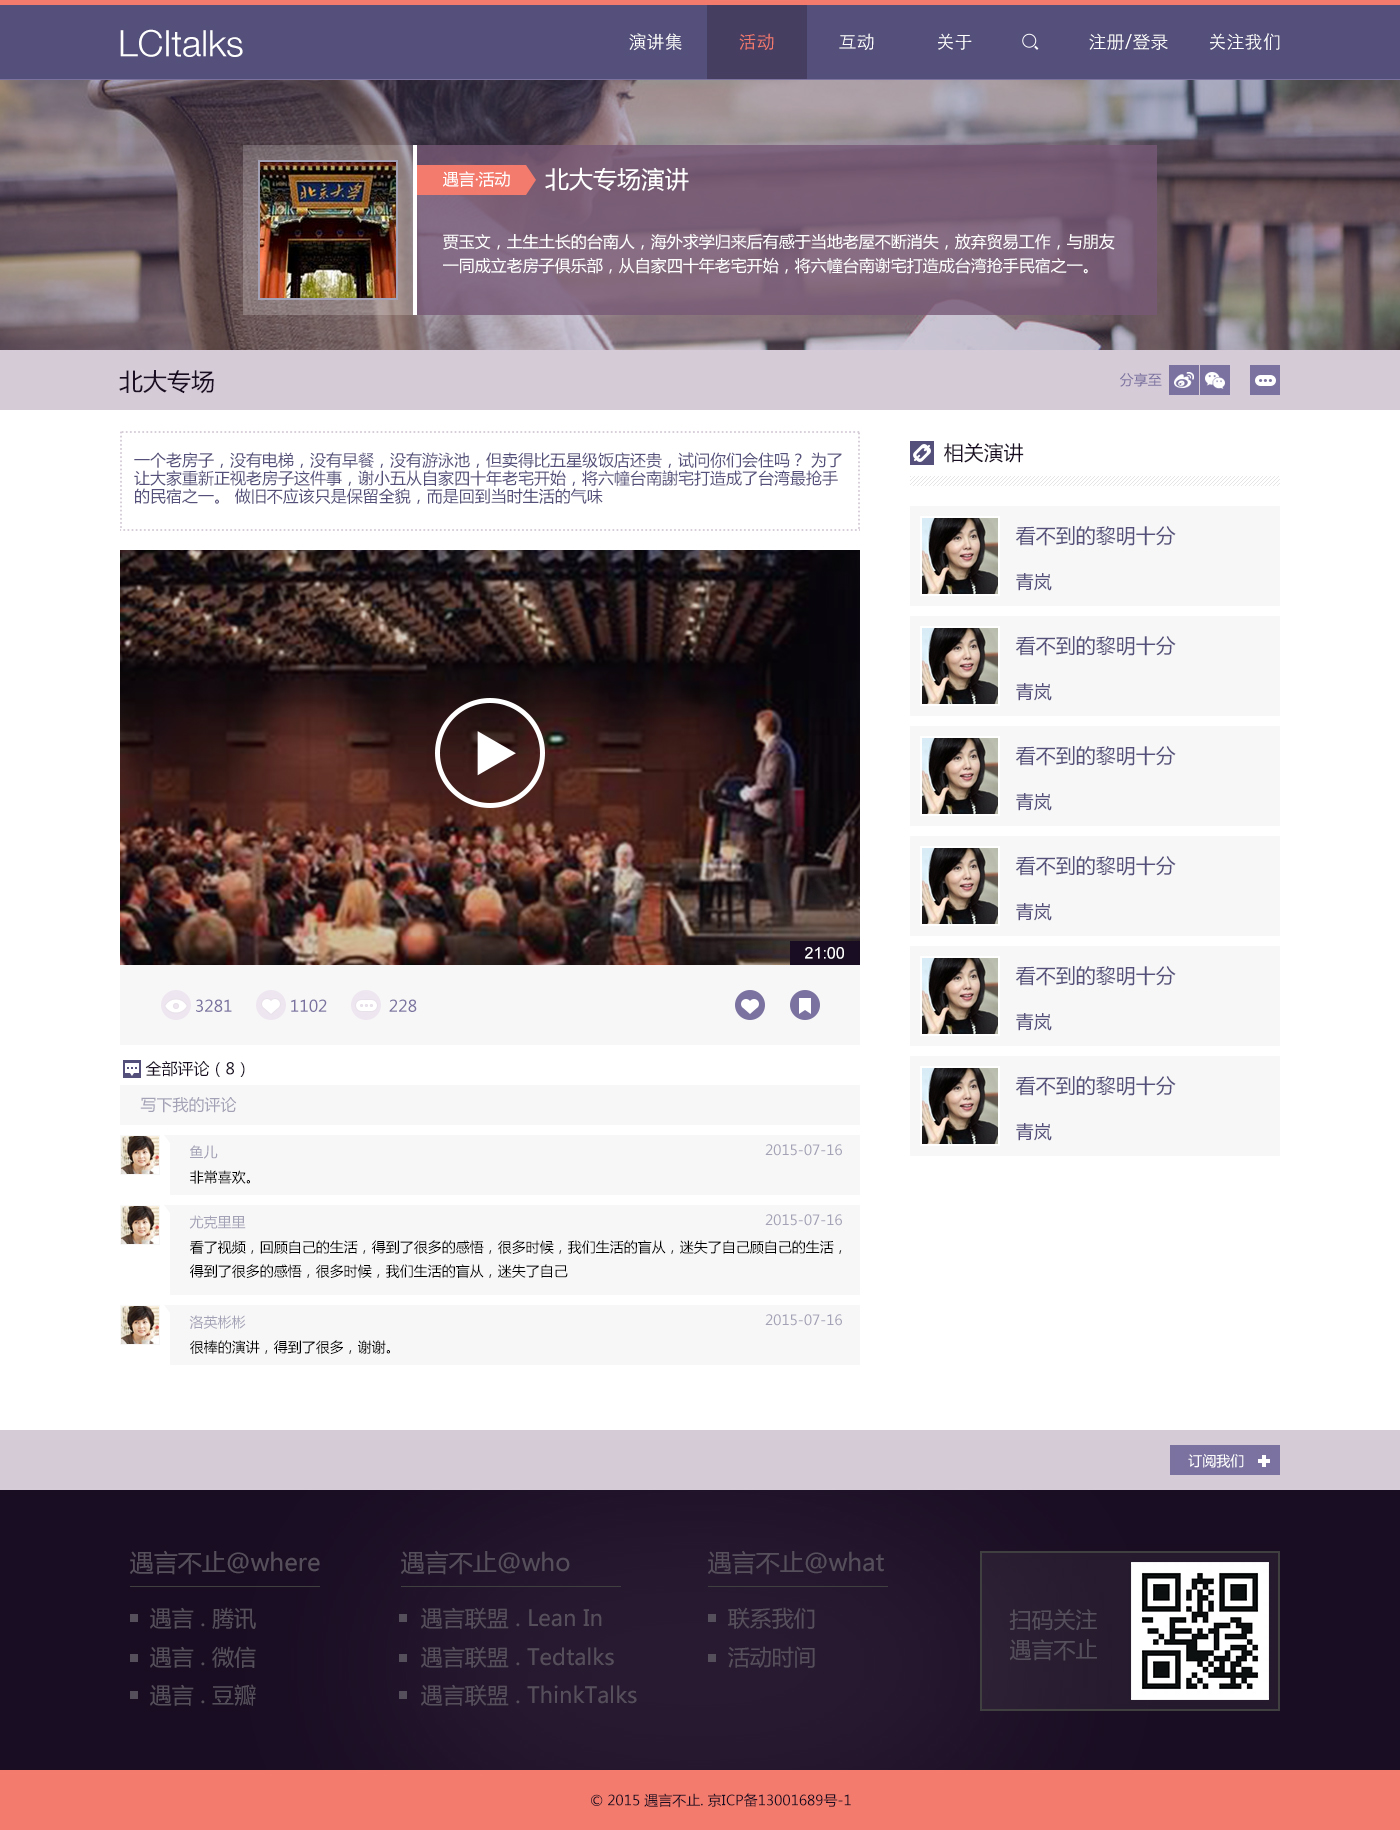 LCItalks
演讲集 活动 互动 关于 注册/登录 关注我们
北京大学
遇言·活动 北大专场演讲
贾玉文，土生土长的台南人，海外求学归来后有感于当地老屋不断消失，放弃贸易工作，与朋友
一同成立老房子俱乐部，从自家四十年老宅开始，将六幢台南谢宅打造成台湾抢手民宿之一。
北大专场
分享至
一个老房子，没有电梯，没有早餐，没有游泳池，但卖得比五星级饭店还贵，试问你们会住吗？ 为了
让大家重新正视老房子这件事，谢小五从自家四十年老宅开始，将六幢台南謝宅打造成了台湾最抢手
的民宿之一。 做旧不应该只是保留全貌，而是回到当时生活的气味
21:00
3281 1102 228
全部评论（8）
写下我的评论
鱼儿 2015-07-16
非常喜欢。
尤克里里 2015-07-16
看了视频，回顾自己的生活，得到了很多的感悟，很多时候，我们生活的盲从，迷失了自己顾自己的生活，
得到了很多的感悟，很多时候，我们生活的盲从，迷失了自己
洛英彬彬 2015-07-16
很棒的演讲，得到了很多，谢谢。
相关演讲
看不到的黎明十分
青岚
看不到的黎明十分
青岚
看不到的黎明十分
青岚
看不到的黎明十分
青岚
看不到的黎明十分
青岚
看不到的黎明十分
青岚
订阅我们
遇言不止@where
遇言 . 腾讯
遇言 . 微信
遇言 . 豆瓣
遇言不止@who
遇言联盟 . Lean In
遇言联盟 . Tedtalks
遇言联盟 . ThinkTalks
遇言不止@what
联系我们
活动时间
扫码关注
遇言不止
© 2015 遇言不止. 京ICP备13001689号-1